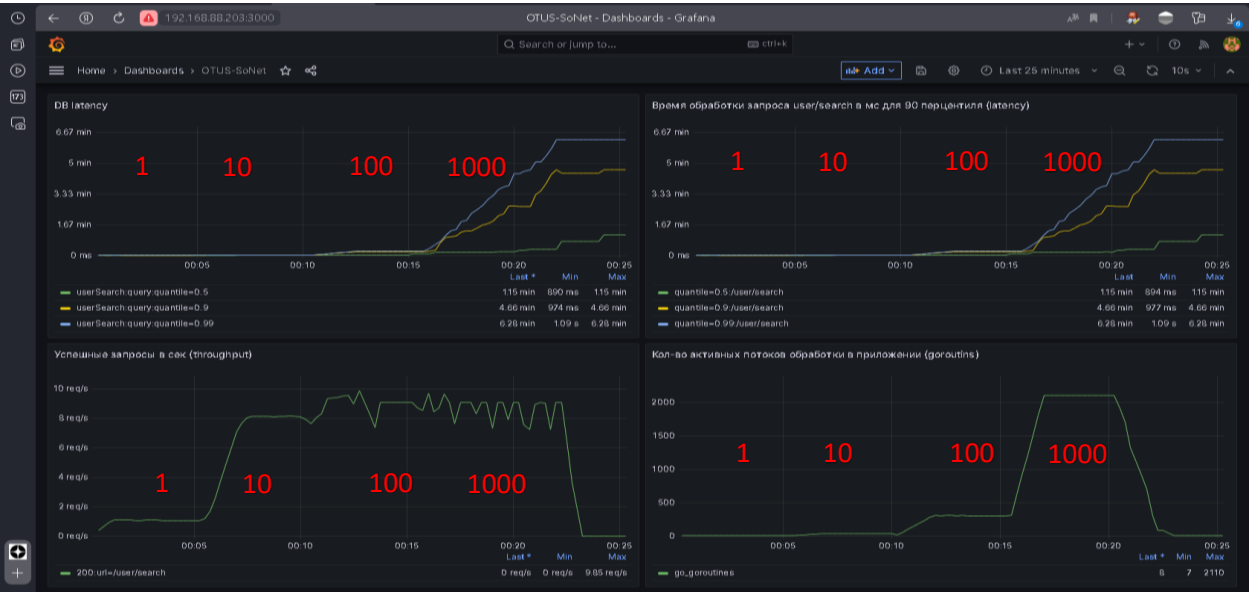 192.168.88.203:3000
OTUS-SoNet - Dashboards - Grafana
Search or jump to...
ctrl+k
Home › Dashboards › OTUS-SoNet
Add
Last 25 minutes
10s
173
DB latency
6.67 min
5 min
3.33 min
1.67 min
0 ms
1
10
100
1000
00:05
00:10
00:15
00:20
00:25
Last *
Min
Max
userSearch:query:quantile=0.5 1.15 min 890 ms 1.15 min
userSearch:query:quantile=0.9 4.66 min 974 ms 4.66 min
userSearch:query:quantile=0.99 6.28 min 1.09 s 6.28 min
Время обработки запроса user/search в мс для 90 перцентиля (latency)
6.67 min
5 min
3.33 min
1.67 min
0 ms
1
10
100
1000
00:05
00:10
00:15
00:20
00:25
Last
Min
Max
quantile=0.5:/user/search 1.15 min 894 ms 1.15 min
quantile=0.9:/user/search 4.66 min 977 ms 4.66 min
quantile=0.99:/user/search 6.28 min 1.09 s 6.28 min
Успешные запросы в сек (throughput)
10 req/s
8 req/s
6 req/s
4 req/s
2 req/s
0 req/s
1
10
100
1000
00:05
00:10
00:15
00:20
00:25
Last *
Min
Max
200:url=/user/search 0 req/s 0 req/s 9.85 req/s
Кол-во активных потоков обработки в приложении (goroutins)
2000
1500
1000
500
0
1
10
100
1000
00:05
00:10
00:15
00:20
00:25
Last *
Min
Max
go_goroutines 8 7 2110